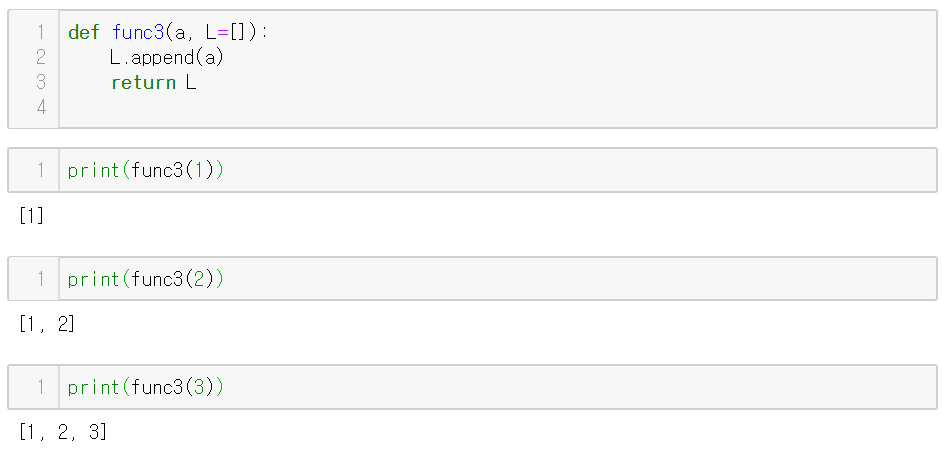 1 def func3(a, L=[]):
2     L.append(a)
3     return L
4
1 print(func3(1))
[1]
1 print(func3(2))
[1, 2]
1 print(func3(3))
[1, 2, 3]